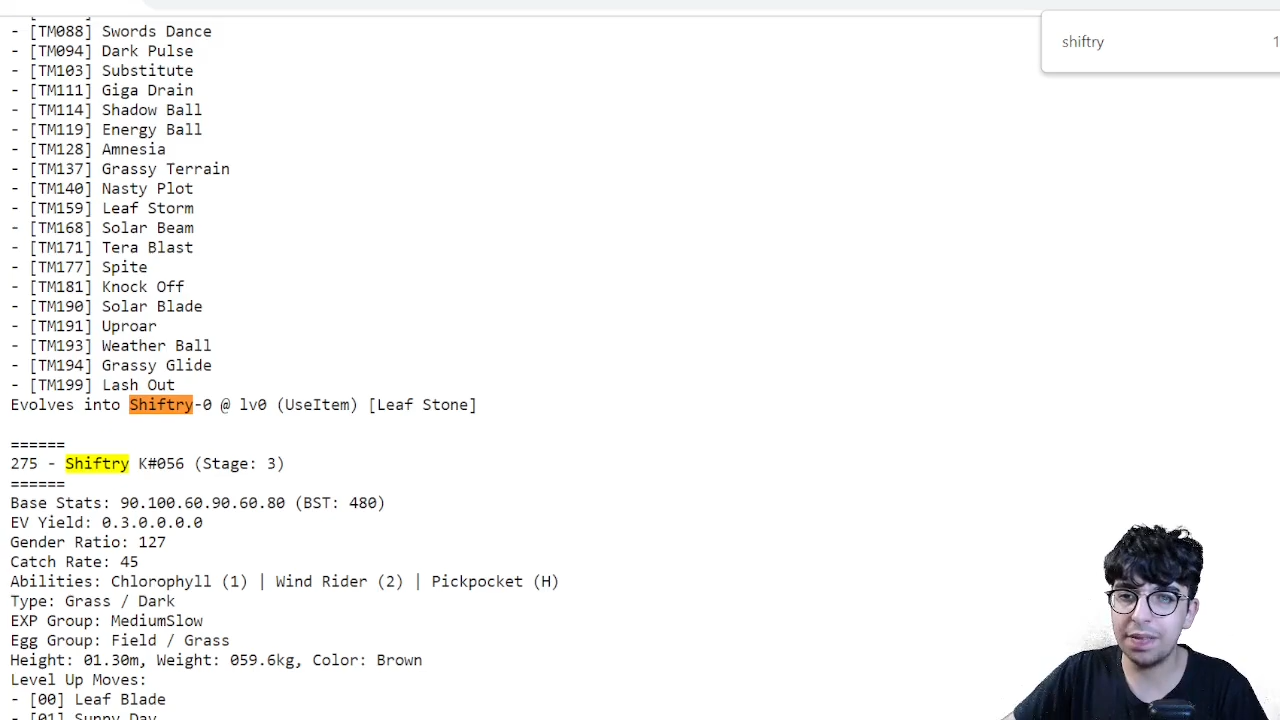 - [TM088] Swords Dance
- [TM094] Dark Pulse
- [TM103] Substitute
- [TM111] Giga Drain
- [TM114] Shadow Ball
- [TM119] Energy Ball
- [TM128] Amnesia
- [TM137] Grassy Terrain
- [TM140] Nasty Plot
- [TM159] Leaf Storm
- [TM168] Solar Beam
- [TM171] Tera Blast
- [TM177] Spite
- [TM181] Knock Off
- [TM190] Solar Blade
- [TM191] Uproar
- [TM193] Weather Ball
- [TM194] Grassy Glide
- [TM199] Lash Out
Evolves into Shiftry-0 @ lv0 (UseItem) [Leaf Stone]
======
275 - Shiftry K#056 (Stage: 3)
======
Base Stats: 90.100.60.90.60.80 (BST: 480)
EV Yield: 0.3.0.0.0.0
Gender Ratio: 127
Catch Rate: 45
Abilities: Chlorophyll (1) | Wind Rider (2) | Pickpocket (H)
Type: Grass / Dark
EXP Group: MediumSlow
Egg Group: Field / Grass
Height: 01.30m, Weight: 059.6kg, Color: Brown
Level Up Moves:
- [00] Leaf Blade
- [01] Sunny Day
shiftry 1